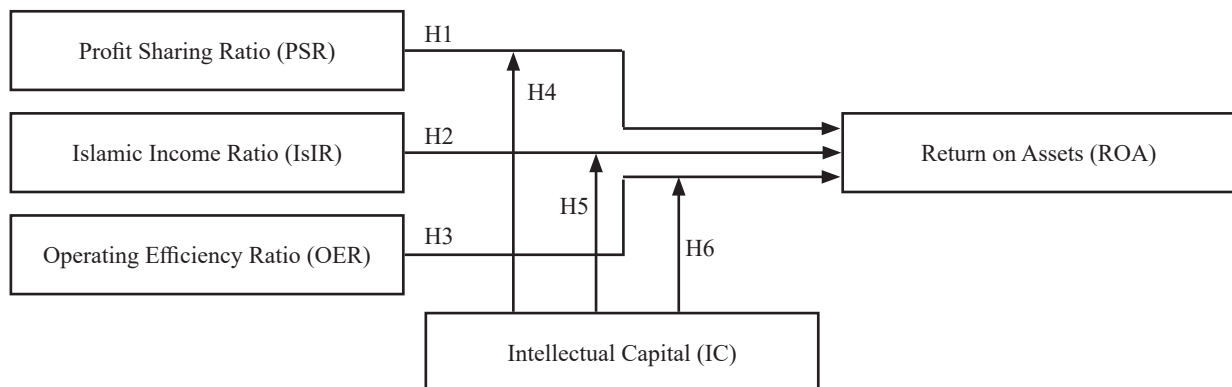 Profit Sharing Ratio (PSR)
H1
H4
Islamic Income Ratio (IsIR)
H2
Return on Assets (ROA)
H5
Operating Efficiency Ratio (OER)
H3
H6
Intellectual Capital (IC)